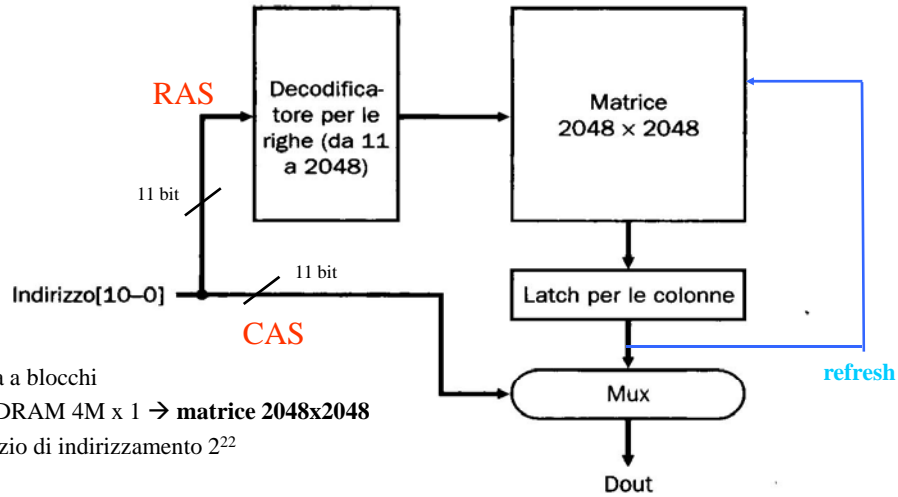 RAS
Decodifica-
tore per le
righe (da 11
a 2048)
Matrice
2048 × 2048
11 bit
11 bit
Indirizzo[10–0]
Latch per le colonne
CAS
refresh
a blocchi
Mux
DRAM 4M x 1 → matrice 2048x2048
di indirizzamento 2²²
Dout